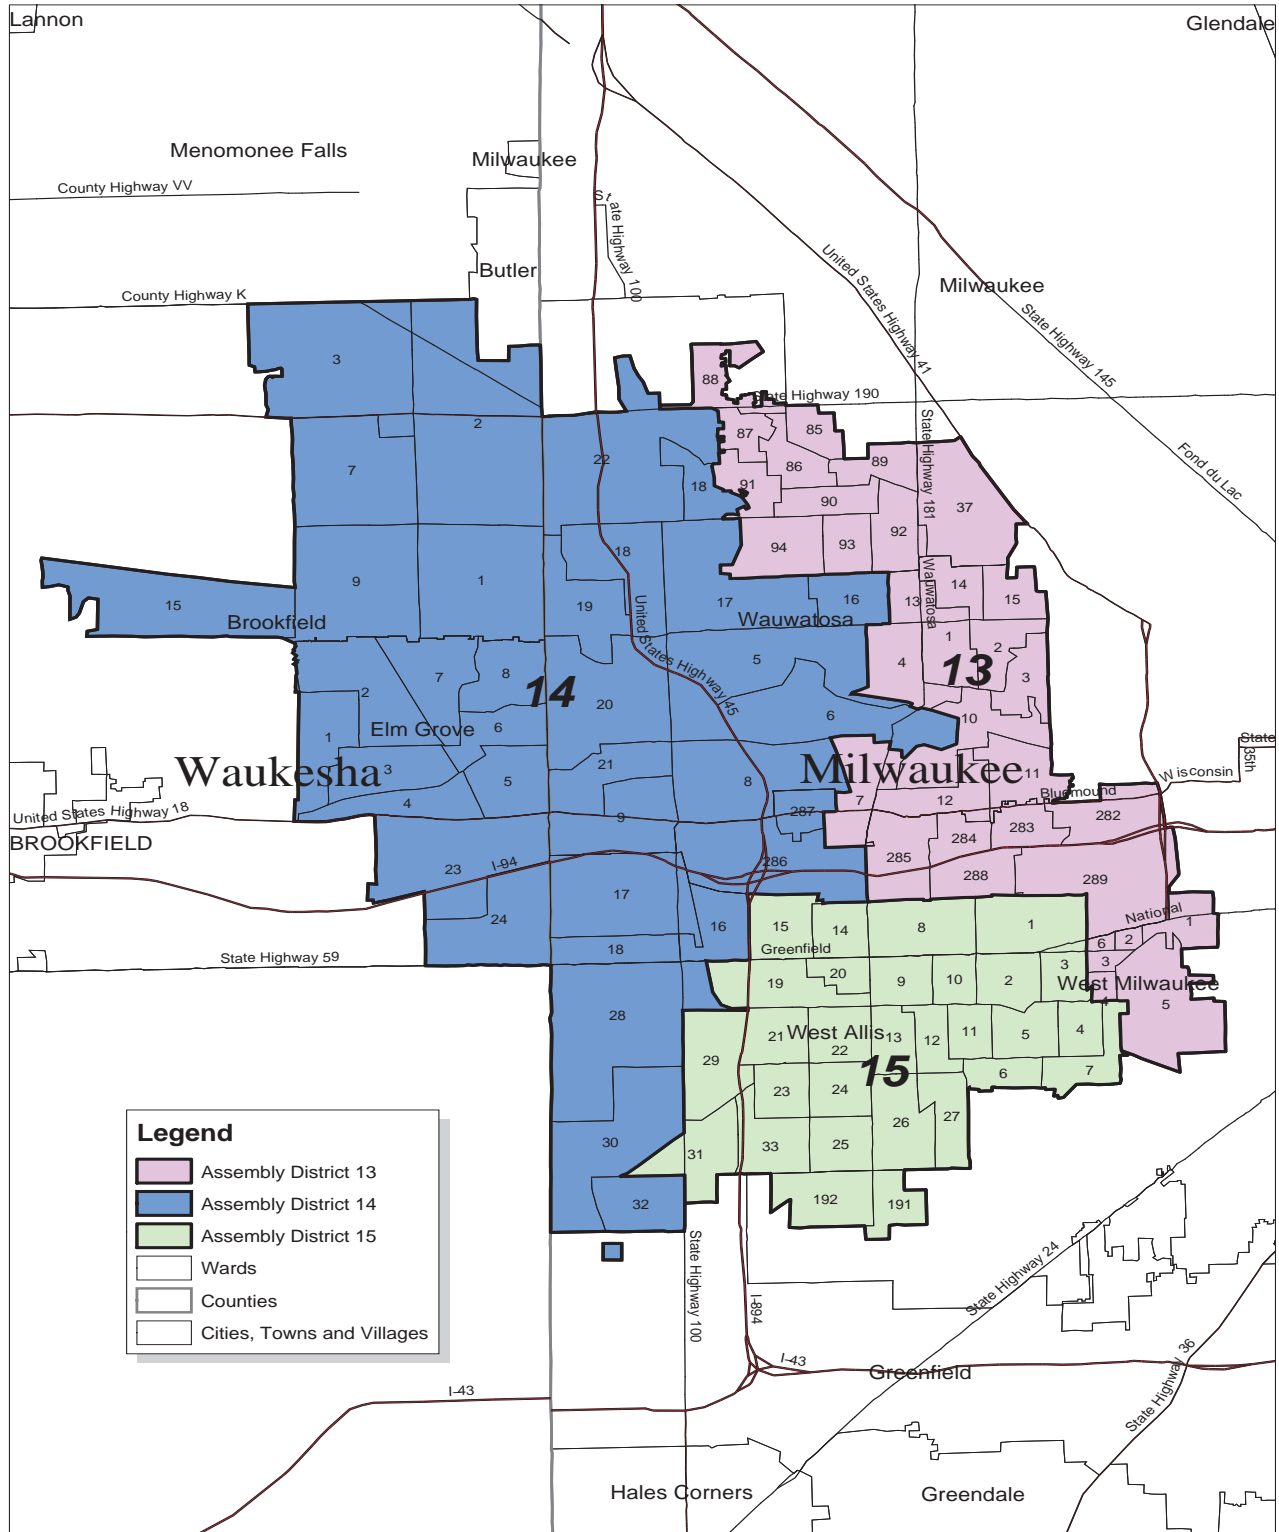 Lannon
Glendale
Menomonee Falls
Milwaukee
County Highway VV
State Highway 100
Butler
United States Highway 41
Milwaukee
County Highway K
State Highway 145
3
88
State Highway 190
2
87
85
State Highway 181
Fond du Lac
7
22
86
89
18
91
90
37
92
18
94
93
9
1
Wauwatosa
14
15
19
17
16
13
15
Brookfield
United States Highway 45
Wauwatosa
1
2
5
4
13
3
7
8
2
14
20
6
10
Elm Grove
6
1
State
35th
Waukesha
3
21
Milwaukee
11
Wisconsin
5
8
Bluemound
4
287
7
12
United States Highway 18
9
282
284
283
BROOKFIELD
I-94
286
285
23
288
289
17
National
24
16
15
14
8
1
1
18
Greenfield
6
2
State Highway 59
3
3
19
20
9
10
2
West Milwaukee
4
5
28
21
West Allis
13
12
11
5
4
22
29
15
6
7
23
24
26
27
Legend
30
33
25
31
Assembly District 13
192
191
32
Assembly District 14
Assembly District 15
State Highway 100
State Highway 24
Wards
I-894
Counties
Cities, Towns and Villages
I-43
Greenfield
State Highway 36
I-43
Hales Corners
Greendale